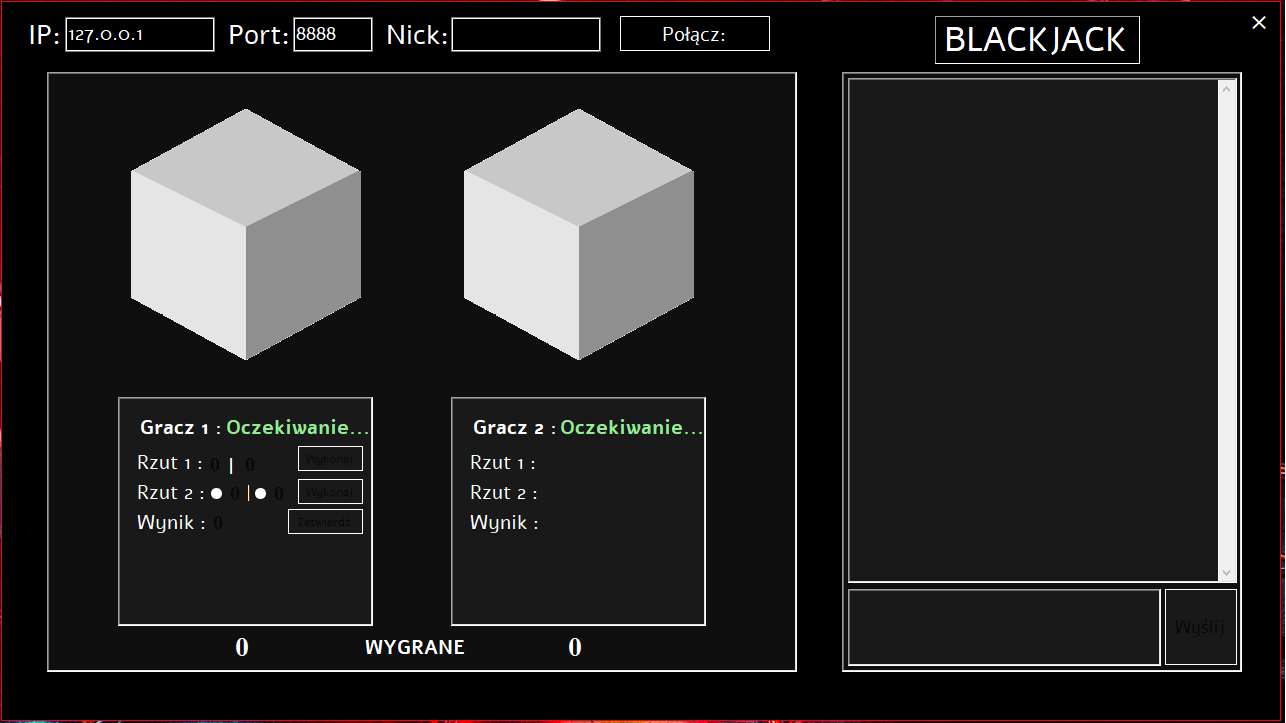 IP: 127.0.0.1 Port: 8888 Nick: Połącz: BLACKJACK
Gracz 1 : Oczekiwanie...
Rzut 1 : 0 | 0 Wykonaj
Rzut 2 : 0 | 0 Wykonaj
Wynik : 0 Zatwierdź
Gracz 2 : Oczekiwanie...
Rzut 1 :
Rzut 2 :
Wynik :
0 WYGRANE 0
Wyślij